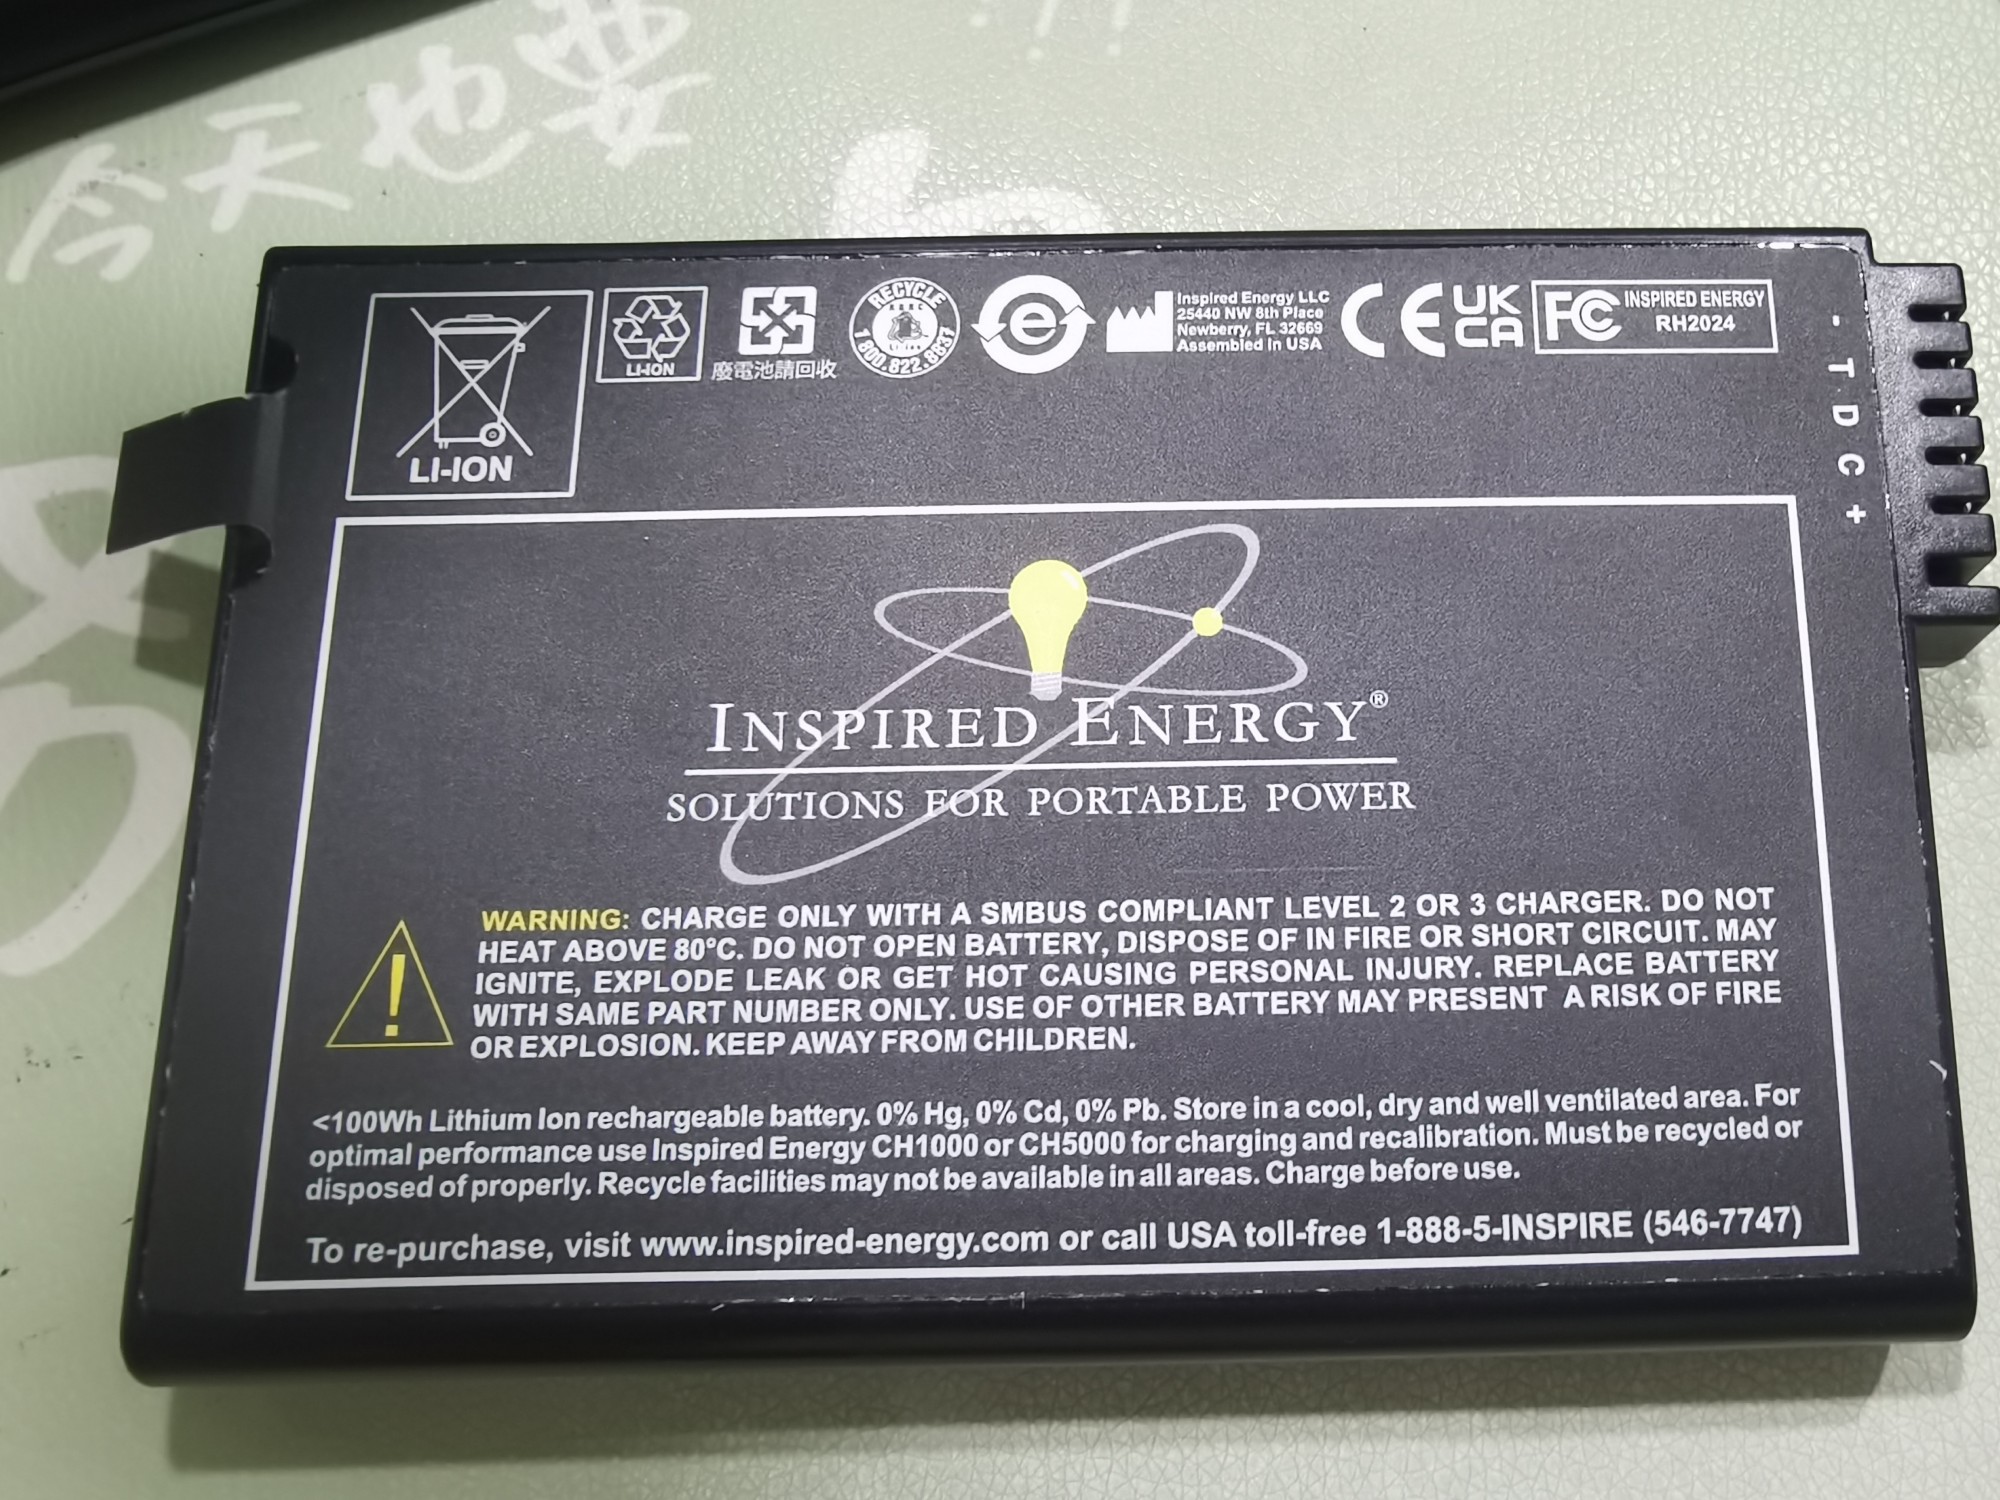 今天也要
LI-ION
LI-ION
廢電池請回收
RECYCLE
RBRC
Li-Ion
1.800.822.8837
e
Inspired Energy LLC
25440 NW 8th Place
Newberry, FL 32669
Assembled in USA
CE
UK
CA
FC
INSPIRED ENERGY
RH2024
- T D C +
INSPIRED ENERGY®
SOLUTIONS FOR PORTABLE POWER
WARNING: CHARGE ONLY WITH A SMBUS COMPLIANT LEVEL 2 OR 3 CHARGER. DO NOT
HEAT ABOVE 80°C. DO NOT OPEN BATTERY, DISPOSE OF IN FIRE OR SHORT CIRCUIT. MAY
IGNITE, EXPLODE LEAK OR GET HOT CAUSING PERSONAL INJURY. REPLACE BATTERY
WITH SAME PART NUMBER ONLY. USE OF OTHER BATTERY MAY PRESENT A RISK OF FIRE
OR EXPLOSION. KEEP AWAY FROM CHILDREN.
<100Wh Lithium Ion rechargeable battery. 0% Hg, 0% Cd, 0% Pb. Store in a cool, dry and well ventilated area. For
optimal performance use Inspired Energy CH1000 or CH5000 for charging and recalibration. Must be recycled or
disposed of properly. Recycle facilities may not be available in all areas. Charge before use.
To re-purchase, visit www.inspired-energy.com or call USA toll-free 1-888-5-INSPIRE (546-7747)